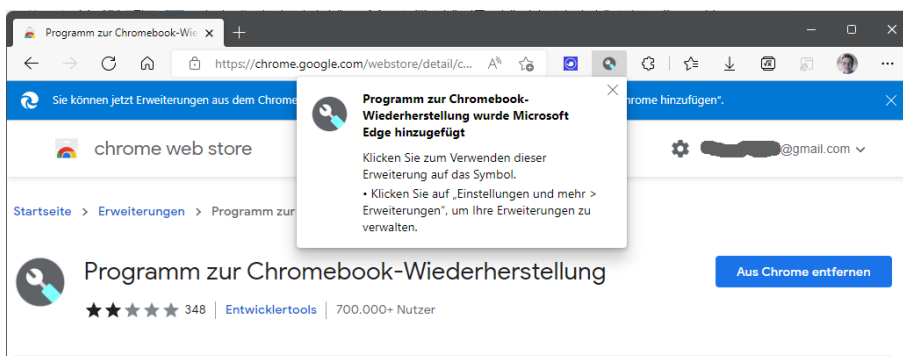 Programm zur Chromebook-Wie
https://chrome.google.com/webstore/detail/c...
Sie können jetzt Erweiterungen aus dem Chrome
rome hinzufügen“.
Programm zur Chromebook-
Wiederherstellung wurde Microsoft
Edge hinzugefügt
Klicken Sie zum Verwenden dieser
Erweiterung auf das Symbol.
• Klicken Sie auf „Einstellungen und mehr >
Erweiterungen“, um Ihre Erweiterungen zu
verwalten.
chrome web store
@gmail.com
Startseite > Erweiterungen > Programm zur
Programm zur Chromebook-Wiederherstellung
Aus Chrome entfernen
348 | Entwicklertools | 700.000+ Nutzer